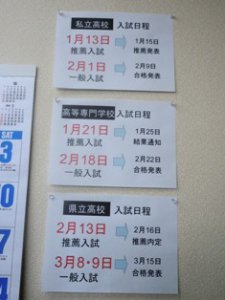 私立高校 入試日程
1月13日 1月15日
推薦入試 推薦発表
2月1日 2月9日
一般入試 合格発表
高等専門学校 入試日程
1月21日 1月25日
推薦入試 結果通知
2月18日 2月22日
一般入試 合格発表
県立高校 入試日程
2月13日 2月16日
推薦入試 推薦内定
3月8・9日 3月15日
一般入試 合格発表
SAT
3
0
7